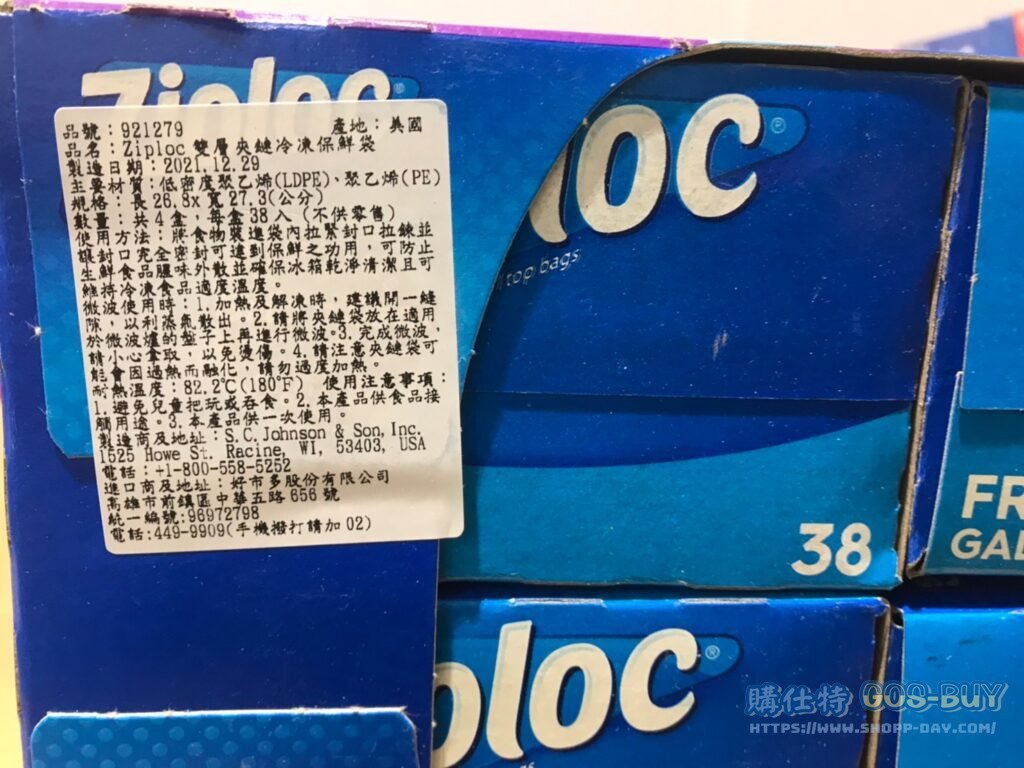 Ziploc®
品號：921279 產地：美國
品名：Ziploc 雙層夾鏈冷凍保鮮袋
製造日期：2021.12.29
主要材質：低密度聚乙烯(LDPE)、聚乙烯(PE)
規格：長26.8x 寬27.3(公分)
數量：共4盒，每盒38入（不供零售）
使用方法：將食物裝進袋內拉緊封口拉鍊並
讓封口完全密封可達到保鮮之功用，可防止
生鮮食品腥味外散並確保冰箱乾淨清潔且可
維持冷凍食品適度溫度。
微波使用時：1.加熱及解凍時，建議開一縫
隙，以利蒸氣散出。2.請將夾鏈袋放在適用
於微波爐的盤子上再進行微波。3.完成微波，
請小心拿取，以免燙傷。4.請注意夾鏈袋可
能會因過熱而融化，請勿過度加熱。
耐熱溫度：82.2℃(180℉) 使用注意事項：
1.避免兒童把玩或吞食。2.本產品供食品接
觸用途。3.本產品供一次使用。
製造商及地址：S.C.Johnson & Son,Inc.
1525 Howe St. Racine, WI, 53403, USA
電話：+1-800-558-5252
進口商及地址：好市多股份有限公司
高雄市前鎮區中華五路656號
統一編號:96972798
電話:449-9909(手機撥打請加02)
ploc®
top bags
38
FR
GAL
ploc®
購仕特 GOS-BUY
HTTPS://WWW.SHOPP-DAY.COM/